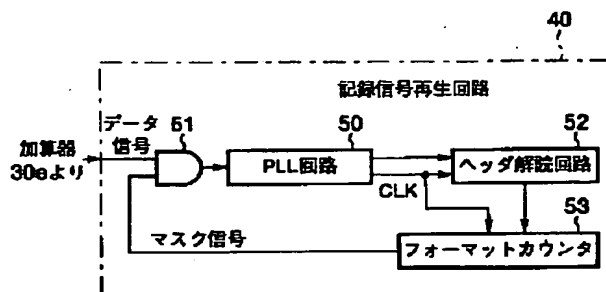 40
記録信号再生回路
データ
信号
51
50
52
加算器
30eより
PLL回路
ヘッダ解読回路
CLK
53
マスク信号
フォーマットカウンタ